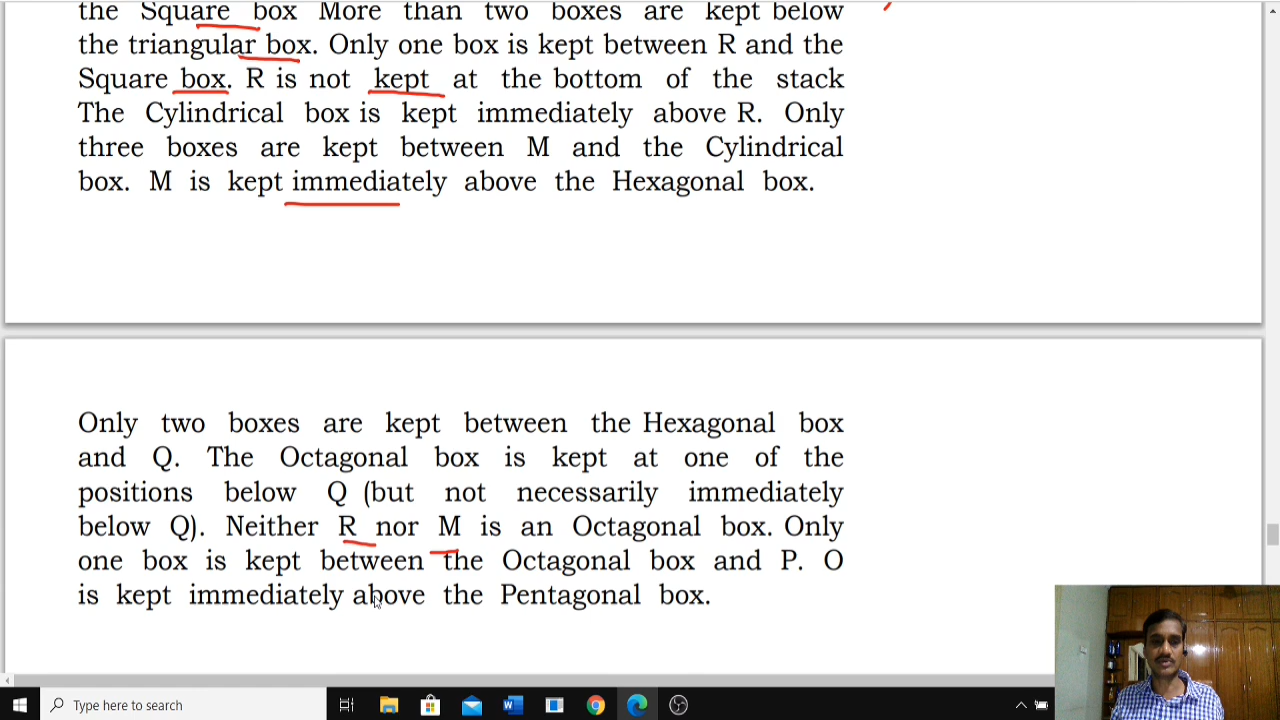 the Square box More than two boxes are kept below
the triangular box. Only one box is kept between R and the
Square box. R is not kept at the bottom of the stack
The Cylindrical box is kept immediately above R. Only
three boxes are kept between M and the Cylindrical
box. M is kept immediately above the Hexagonal box.
Only two boxes are kept between the Hexagonal box
and Q. The Octagonal box is kept at one of the
positions below Q (but not necessarily immediately
below Q). Neither R nor M is an Octagonal box. Only
one box is kept between the Octagonal box and P. O
is kept immediately above the Pentagonal box.
Type here to search